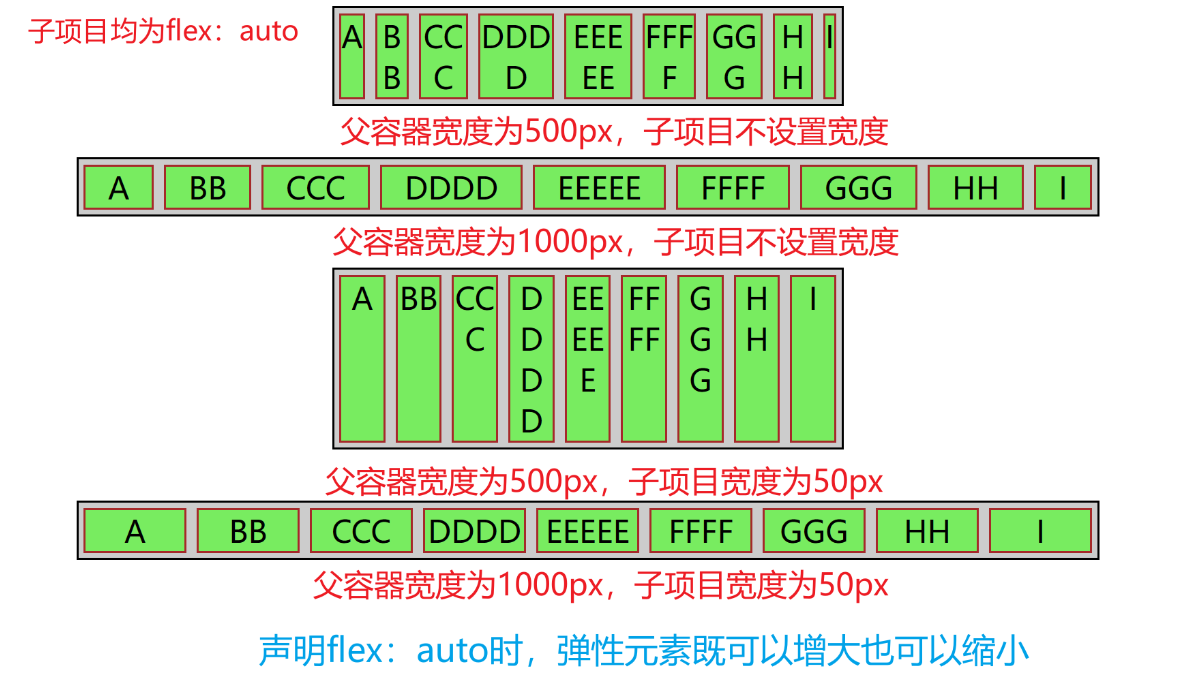 子项目均为flex：auto
A B CC DDD EEE FFF GG H I
B C D EE F G H
父容器宽度为500px，子项目不设置宽度
A BB CCC DDDD EEEEE FFFF GGG HH I
父容器宽度为1000px，子项目不设置宽度
A BB CC D EE FF G H I
C D EE FF G H
D E G
D
父容器宽度为500px，子项目宽度为50px
A BB CCC DDDD EEEEE FFFF GGG HH I
父容器宽度为1000px，子项目宽度为50px
声明flex：auto时，弹性元素既可以增大也可以缩小